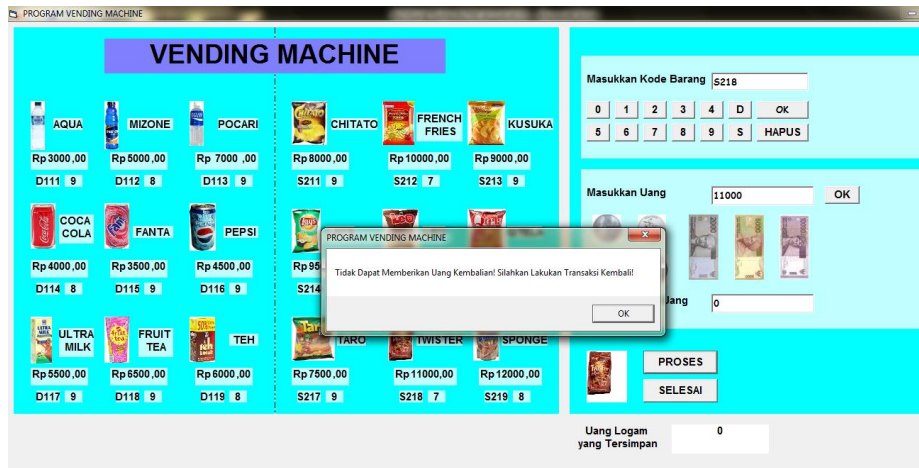 PROGRAM VENDING MACHINE
VENDING MACHINE
AQUA MIZONE POCARI CHITATO FRENCH FRIES KUSUKA
Rp 3000 ,00 Rp 5000 ,00 Rp 7000 ,00 Rp 8000 ,00 Rp 10000 ,00 Rp 9000 ,00
D111 9 D112 8 D113 9 S211 9 S212 7 S213 9
COCA COLA FANTA PEPSI
Rp 4000 ,00 Rp 3500 ,00 Rp 4500 ,00 Rp 95
D114 8 D115 9 D116 9 S214
ULTRA MILK FRUIT TEA TEH TARO TWISTER SPONGE
Rp 5500 ,00 Rp 6500 ,00 Rp 6000 ,00 Rp 7500 ,00 Rp 11000 ,00 Rp 12000 ,00
D117 9 D118 9 D119 8 S217 9 S218 7 S219 8
Masukkan Kode Barang S218
0 1 2 3 4 D OK
5 6 7 8 9 S HAPUS
Masukkan Uang 11000 OK
PROGRAM VENDING MACHINE
Tidak Dapat Memberikan Uang Kembalian! Silahkan Lakukan Transaksi Kembali!
OK
Uang 0
PROSES
SELESAI
Uang Logam
yang Tersimpan
0